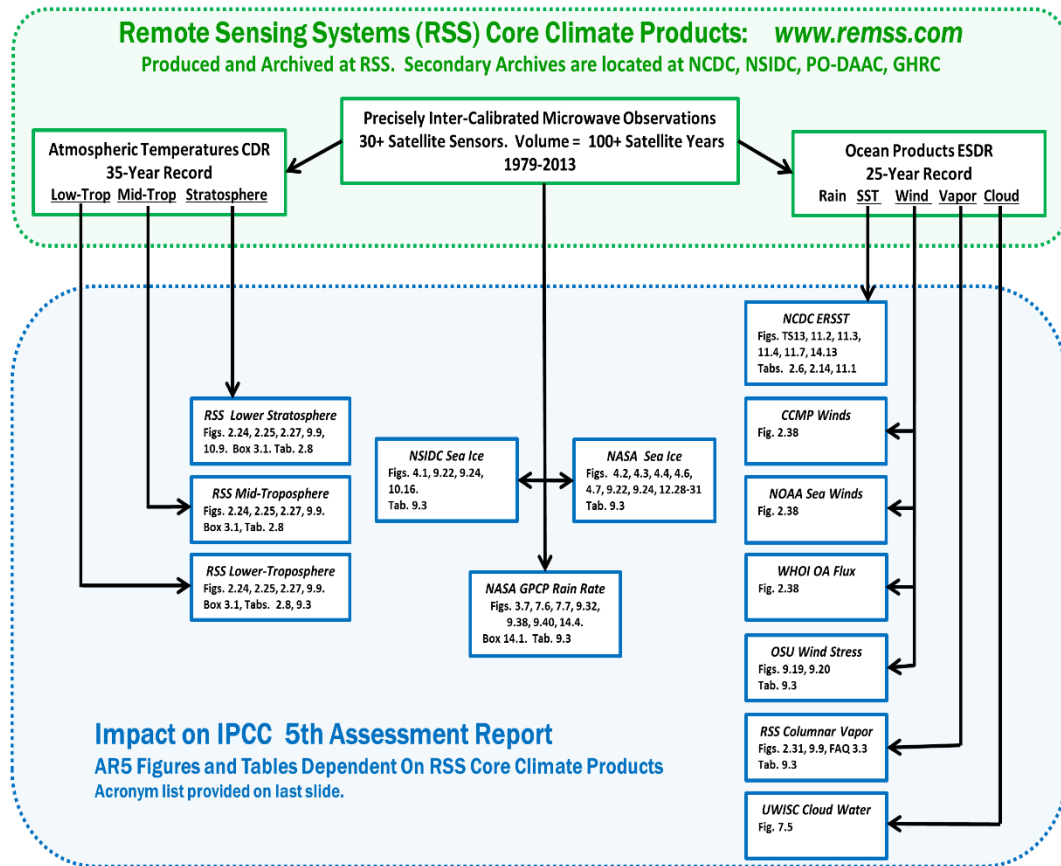 Remote Sensing Systems (RSS) Core Climate Products: www.remss.com
Produced and Archived at RSS. Secondary Archives are located at NCDC, NSIDC, PO-DAAC, GHRC
Precisely Inter-Calibrated Microwave Observations
30+ Satellite Sensors. Volume = 100+ Satellite Years
1979-2013
Atmospheric Temperatures CDR
35-Year Record
Low-Trop Mid-Trop Stratosphere
Ocean Products ESDR
25-Year Record
Rain SST Wind Vapor Cloud
RSS Lower Stratosphere
Figs. 2.24, 2.25, 2.27, 9.9,
10.9. Box 3.1. Tab. 2.8
RSS Mid-Troposphere
Figs. 2.24, 2.25, 2.27, 9.9.
Box 3.1, Tab. 2.8
RSS Lower-Troposphere
Figs. 2.24, 2.25, 2.27, 9.9.
Box 3.1, Tabs. 2.8, 9.3
NSIDC Sea Ice
Figs. 4.1, 9.22, 9.24,
10.16.
Tab. 9.3
NASA Sea Ice
Figs. 4.2, 4.3, 4.4, 4.6,
4.7, 9.22, 9.24, 12.28-31
Tab. 9.3
NASA GPCP Rain Rate
Figs. 3.7, 7.6, 7.7, 9.32,
9.38, 9.40, 14.4.
Box 14.1. Tab. 9.3
NCDC ERSST
Figs. TS13, 11.2, 11.3,
11.4, 11.7, 14.13
Tabs. 2.6, 2.14, 11.1
CCMP Winds
Fig. 2.38
NOAA Sea Winds
Fig. 2.38
WHOI OA Flux
Fig. 2.38
OSU Wind Stress
Figs. 9.19, 9.20
Tab. 9.3
RSS Columnar Vapor
Figs. 2.31, 9.9, FAQ 3.3
Tab. 9.3
UWISC Cloud Water
Fig. 7.5
Impact on IPCC 5th Assessment Report
AR5 Figures and Tables Dependent On RSS Core Climate Products
Acronym list provided on last slide.